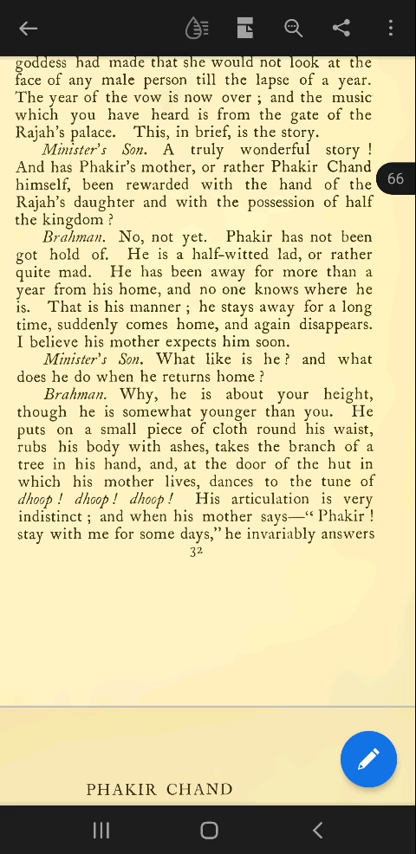 goddess had made that she would not look at the
face of any male person till the lapse of a year.
The year of the vow is now over ; and the music
which you have heard is from the gate of the
Rajah's palace. This, in brief, is the story.
Minister's Son. A truly wonderful story !
And has Phakir's mother, or rather Phakir Chand
himself, been rewarded with the hand of the
Rajah's daughter and with the possession of half
the kingdom ?
66
Brahman. No, not yet. Phakir has not been
got hold of. He is a half-witted lad, or rather
quite mad. He has been away for more than a
year from his home, and no one knows where he
is. That is his manner ; he stays away for a long
time, suddenly comes home, and again disappears.
I believe his mother expects him soon.
Minister's Son. What like is he ? and what
does he do when he returns home ?
Brahman. Why, he is about your height,
though he is somewhat younger than you. He
puts on a small piece of cloth round his waist,
rubs his body with ashes, takes the branch of a
tree in his hand, and, at the door of the hut in
which his mother lives, dances to the tune of
dhoop ! dhoop ! dhoop ! His articulation is very
indistinct ; and when his mother says—“ Phakir !
stay with me for some days,” he invariably answers
32
PHAKIR CHAND